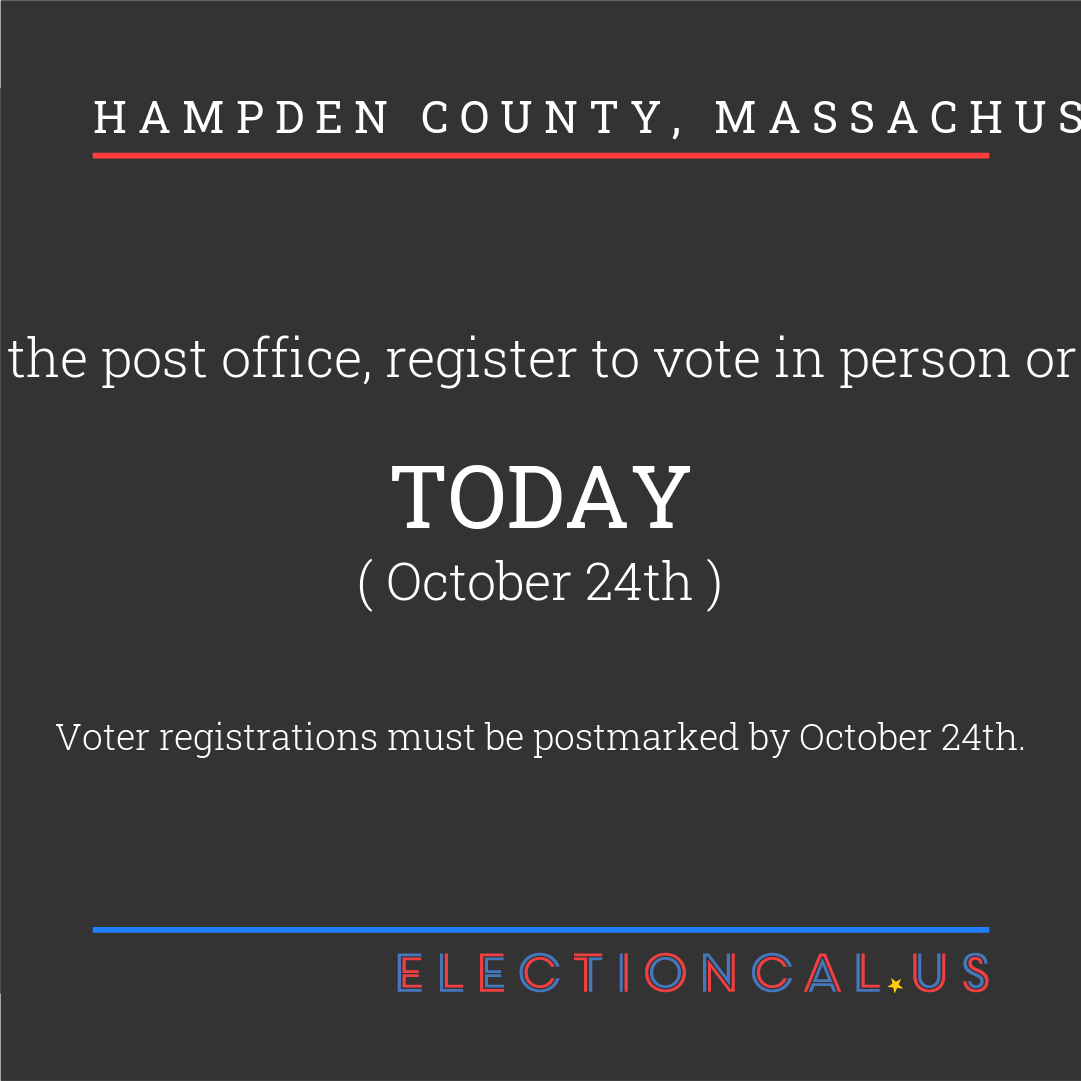 HAMPDEN COUNTY, MASSACHUS
the post office, register to vote in person or
TODAY
( October 24th )
Voter registrations must be postmarked by October 24th.
ELECTIONCAL.US